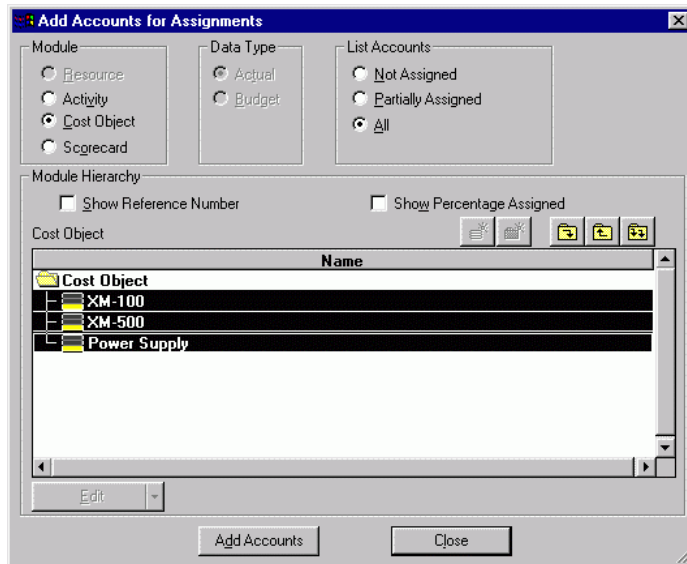 Add Accounts for Assignments
Module
Resource
Activity
Cost Object
Scorecard
Data Type
Actual
Budget
List Accounts
Not Assigned
Partially Assigned
All
Module Hierarchy
Show Reference Number
Show Percentage Assigned
Cost Object
Name
Cost Object
XM-100
XM-500
Power Supply
Edit
Add Accounts
Close